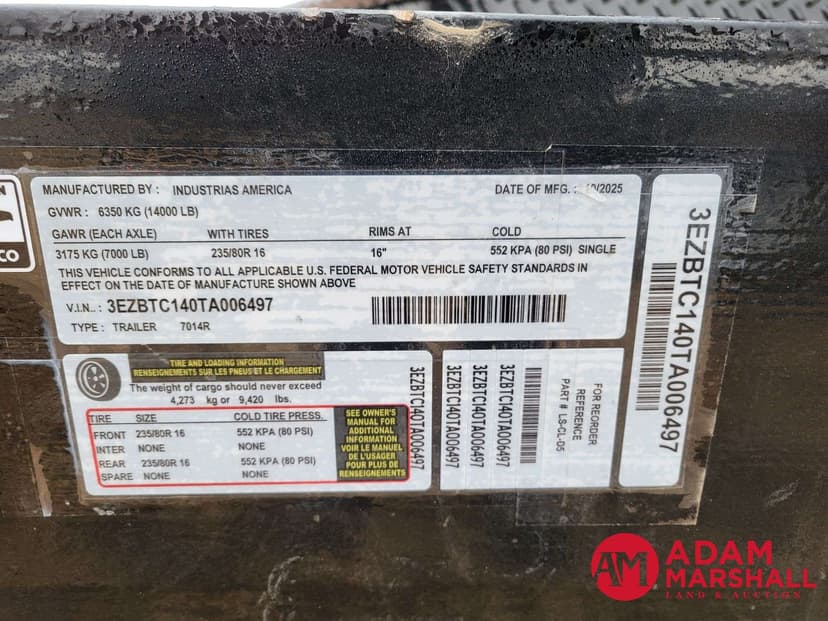 N
CO
MANUFACTURED BY : INDUSTRIAS AMERICA DATE OF MFG. : 10/2025
GVWR : 6350 KG (14000 LB)
GAWR (EACH AXLE) WITH TIRES RIMS AT COLD
3175 KG (7000 LB) 235/80R 16 16" 552 KPA (80 PSI) SINGLE
THIS VEHICLE CONFORMS TO ALL APPLICABLE U.S. FEDERAL MOTOR VEHICLE SAFETY STANDARDS IN
EFFECT ON THE DATE OF MANUFACTURE SHOWN ABOVE
V.I.N.. : 3EZBTC140TA006497
TYPE : TRAILER 7014R
3EZBTC140TA006497
TIRE AND LOADING INFORMATION
RENSEIGNEMENTS SUR LES PNEUS ET LE CHARGEMENT
The weight of cargo should never exceed
4,273 kg or 9,420 lbs.
TIRE SIZE COLD TIRE PRESS.
FRONT 235/80R 16 552 KPA (80 PSI)
INTER NONE NONE
REAR 235/80R 16 552 KPA (80 PSI)
SPARE NONE NONE
SEE OWNER'S
MANUAL FOR
ADDITIONAL
INFORMATION
VOIR LE MANUEL
DE L'USAGER
POUR PLUS DE
RENSEIGNEMENTS
3EZBTC140TA006497
3EZBTC140TA006497
3EZBTC140TA006497
3EZBTC140TA006497
FOR REORDER
REFERENCE
PART # LS-CL-05
AM ADAM
MARSHALL
LAND & AUCTION